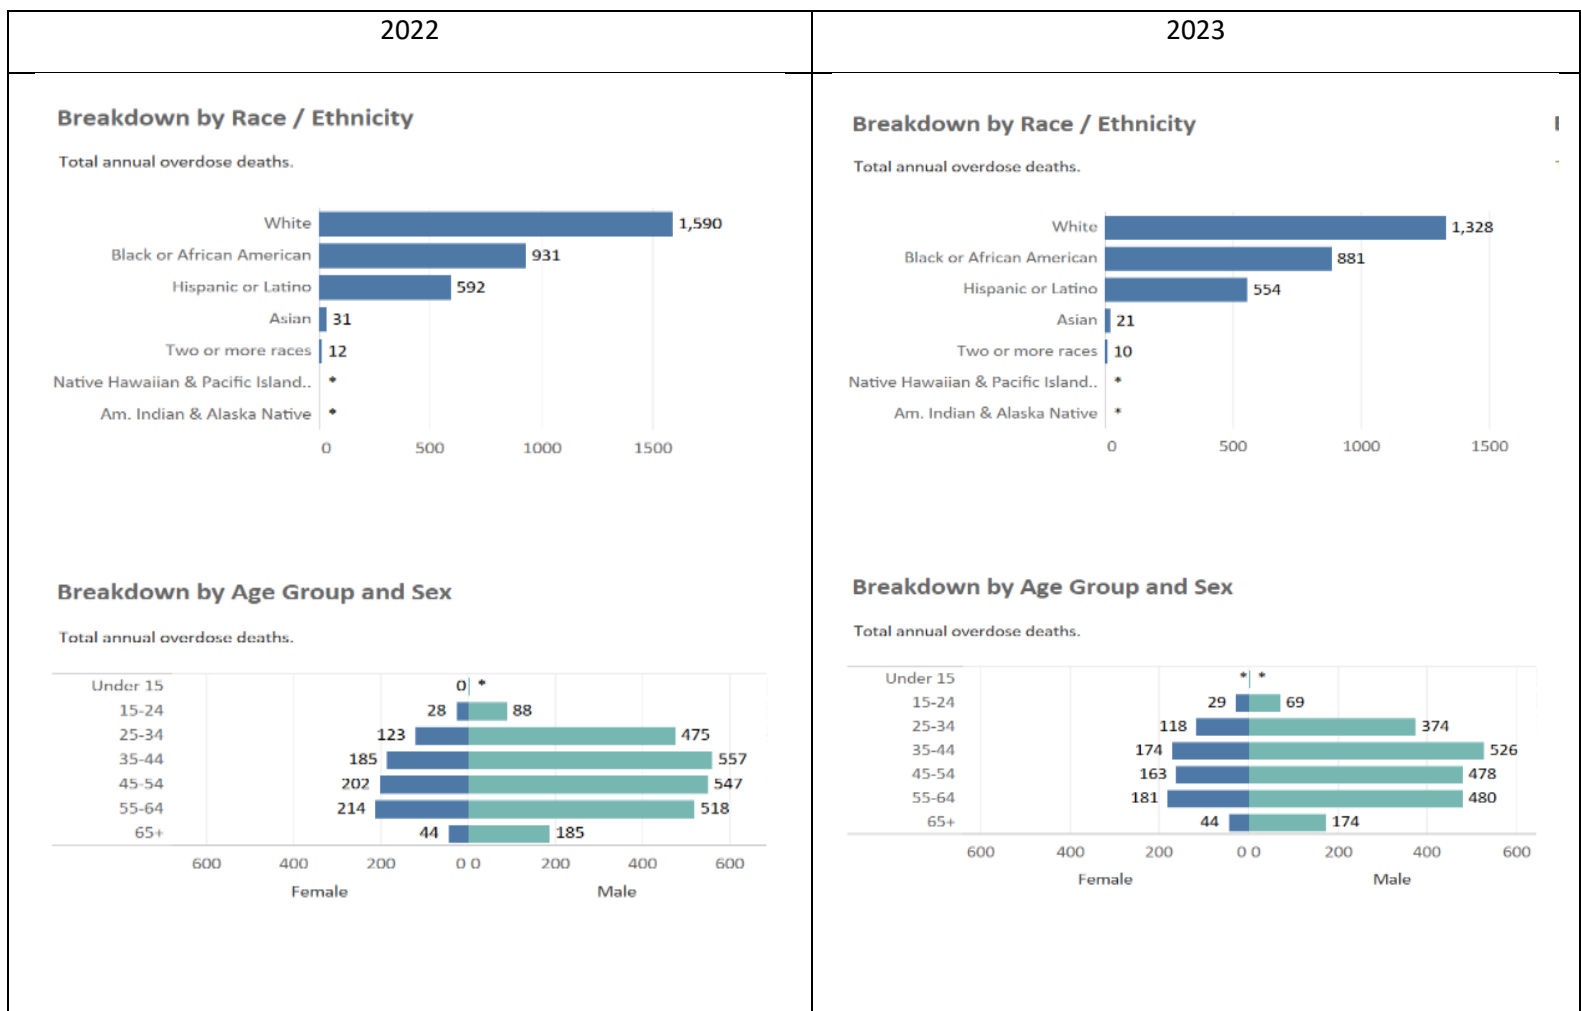 2022
2023
Breakdown by Race / Ethnicity
Total annual overdose deaths.
White 1,590
Black or African American 931
Hispanic or Latino 592
Asian 31
Two or more races 12
Native Hawaiian & Pacific Island.. *
Am. Indian & Alaska Native *
0 500 1000 1500
Breakdown by Age Group and Sex
Total annual overdose deaths.
Under 15 0 *
15-24 28 88
25-34 123 475
35-44 185 557
45-54 202 547
55-64 214 518
65+ 44 185
600 400 200 0 0 200 400 600
Female Male
Breakdown by Race / Ethnicity
Total annual overdose deaths.
White 1,328
Black or African American 881
Hispanic or Latino 554
Asian 21
Two or more races 10
Native Hawaiian & Pacific Island.. *
Am. Indian & Alaska Native *
0 500 1000 1500
Breakdown by Age Group and Sex
Total annual overdose deaths.
Under 15 * *
15-24 29 69
25-34 118 374
35-44 174 526
45-54 163 478
55-64 181 480
65+ 44 174
600 400 200 0 0 200 400 600
Female Male